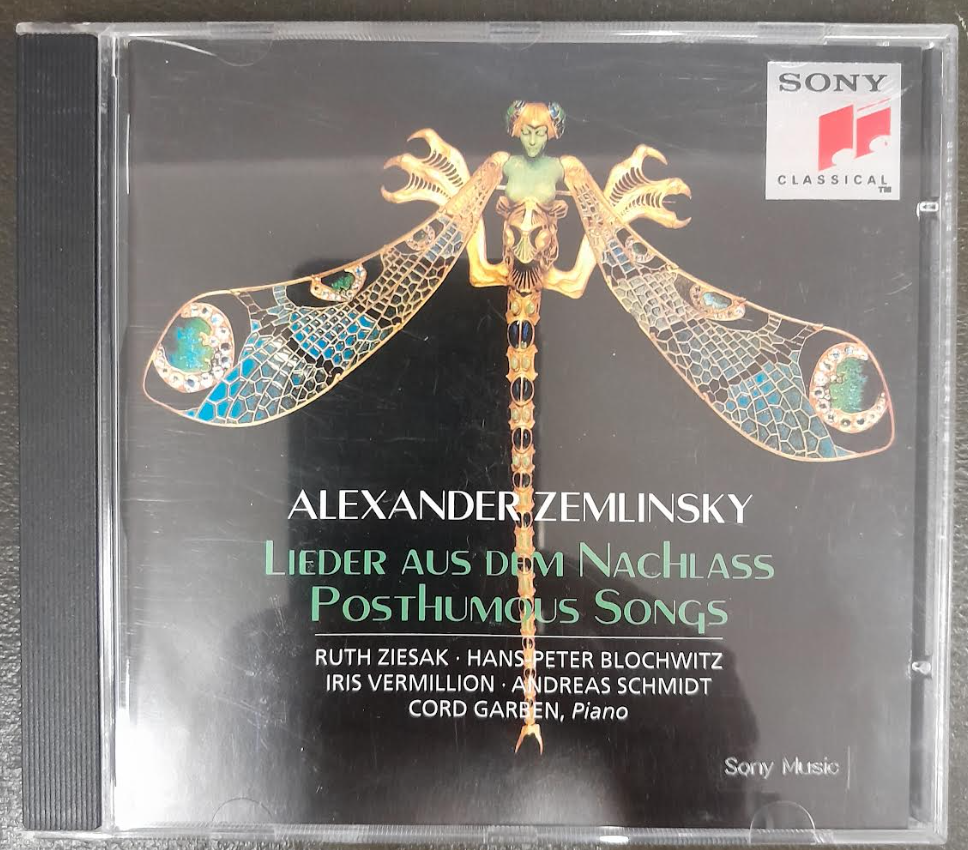 SONY
CLASSICAL™
ALEXANDER ZEMLINSKY
LIEDER AUS DEM NACHLASS
POSTHUMOUS SONGS
RUTH ZIESAK · HANS-PETER BLOCHWITZ
IRIS VERMILLION · ANDREAS SCHMIDT
CORD GARBEN, Piano
Sony Music